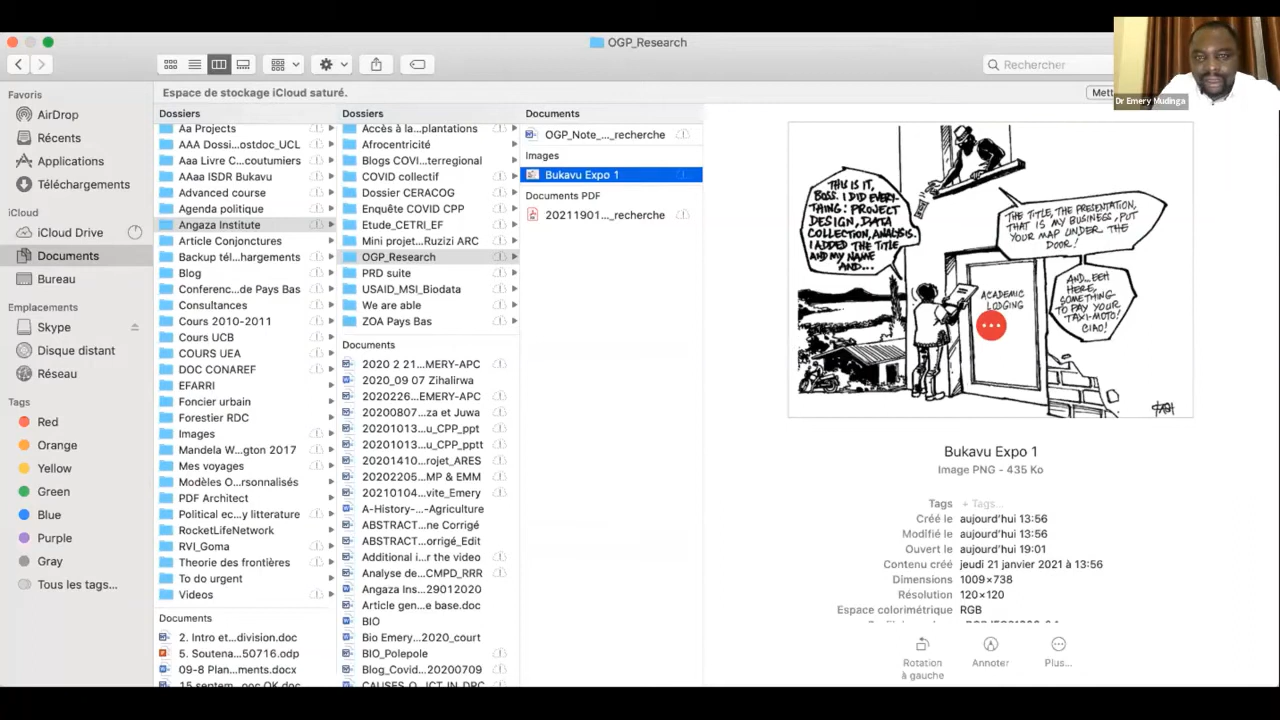 OGP_Research
Rechercher
Dr Emery Mudinga
Espace de stockage iCloud saturé.
Mett
Favoris
AirDrop
Récents
Applications
Téléchargements
iCloud
iCloud Drive
Documents
Bureau
Emplacements
Skype
Disque distant
Réseau
Tags
Red
Orange
Yellow
Green
Blue
Purple
Gray
Tous les tags...
Dossiers
Aa Projects
AAA Dossi...ostdoc_UCL
Aaa Livre C...coutumiers
AAaa ISDR Bukavu
Advanced course
Agenda politique
Angaza Institute
Article Conjonctures
Backup tél...hargements
Blog
Conferenc...de Pays Bas
Consultances
Cours 2010-2011
Cours UCB
COURS UEA
DOC CONAREF
EFARRI
Foncier urbain
Forestier RDC
Images
Mandela W...gton 2017
Mes voyages
Modèles O...rsonnalisés
PDF Architect
Political ec...y litterature
RocketLifeNetwork
RVI_Goma
Theorie des frontières
To do urgent
Videos
Documents
2. Intro et...division.doc
5. Soutena...50716.odp
09-8 Plan...ments.docx
15 septem...ooc OK.doc
Dossiers
Accès à la...plantations
Afrocentricité
Blogs COVI...terregional
COVID collectif
Dossier CERACOG
Enquête COVID CPP
Etude_CETRI_EF
Mini projet...Ruzizi ARC
OGP_Research
PRD suite
USAID_MSI_Biodata
We are able
ZOA Pays Bas
Documents
2020 2 21...MERY-APC
2020_09 07 Zihalirwa
2020226...EMERY-APC
20200807...za et Juwa
20201013...u_CPP_ppt
20201013...u_CPP_pptt
20201410...rojet_ARES
20202205...MP & EMM
20210104...vite_Emery
A-History-...-Agriculture
ABSTRACT...ne Corrigé
ABSTRACT...orrigé_Edit
Additional i...r the video
Analyse de...CMPD_RRR
Angaza Ins...29012020
Article gen...e base.doc
BIO
Bio Emery...2020_court
BIO_Polepole
Blog_Covid...20200709
CAUSES_O...ICT_IN_DRC
Documents
OGP_Note_..._recherche
Images
Bukavu Expo 1
Documents PDF
20211901..._recherche
THIS IS IT,
BOSS. I DID EVERY-
THING: PROJECT
DESIGN, DATA
COLLECTION, ANALYSIS.
I ADDED THE TITLE
AND MY NAME
AND...
THE TITLE, THE PRESENTATION,
THAT IS MY BUSINESS, PUT
YOUR MAP UNDER THE
DOOR!
AND...EEH
HERE,
SOMETHING
TO PAY YOUR
TAXI-MOTO!
CIAO!
ACADEMIC
LODGING
KASH
Bukavu Expo 1
Image PNG - 435 Ko
Tags + Tags...
Créé le aujourd'hui 13:56
Modifié le aujourd'hui 13:56
Ouvert le aujourd'hui 19:01
Contenu créé jeudi 21 janvier 2021 à 13:56
Dimensions 1009×738
Résolution 120×120
Espace colorimétrique RGB
Rotation
à gauche
Annoter
Plus...